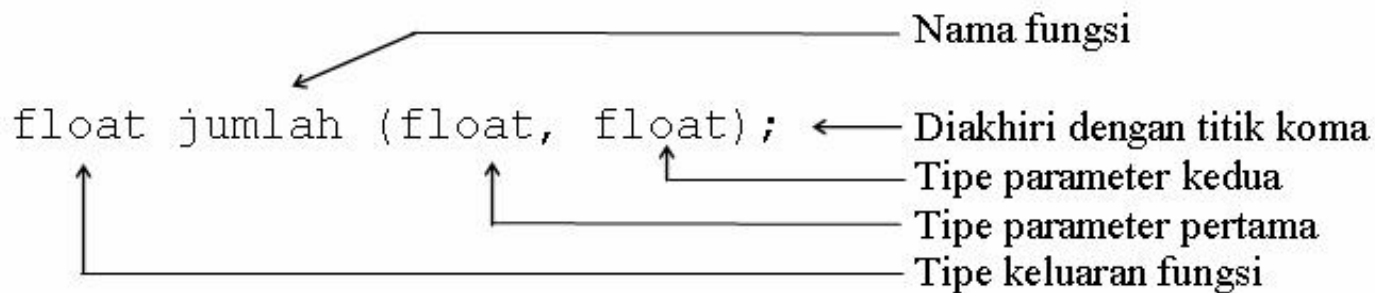 Nama fungsi
float jumlah (float, float);
Diakhiri dengan titik koma
Tipe parameter kedua
Tipe parameter pertama
Tipe keluaran fungsi